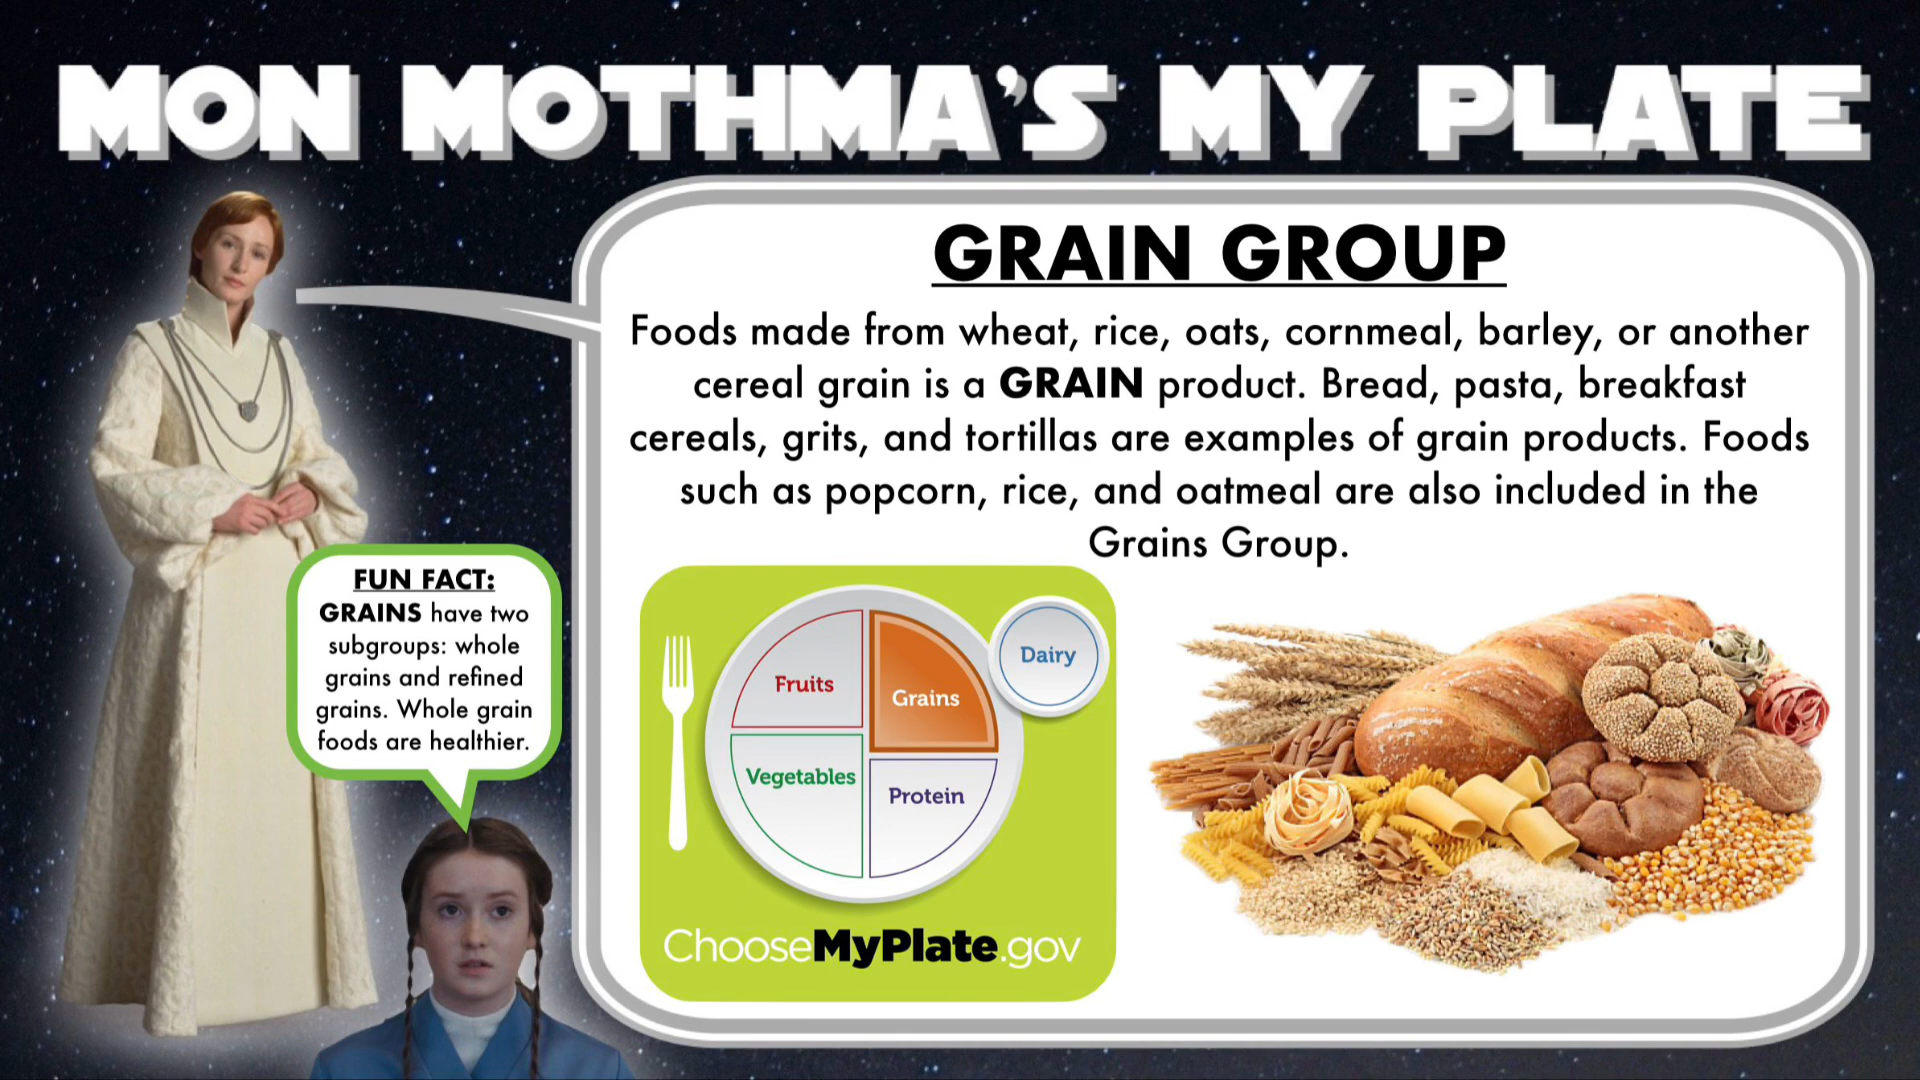 MON MOTHMA'S MY PLATE
GRAIN GROUP
Foods made from wheat, rice, oats, cornmeal, barley, or another
cereal grain is a GRAIN product. Bread, pasta, breakfast
cereals, grits, and tortillas are examples of grain products. Foods
such as popcorn, rice, and oatmeal are also included in the
Grains Group.
FUN FACT:
GRAINS have two
subgroups: whole
grains and refined
grains. Whole grain
foods are healthier.
Fruits
Grains
Dairy
Vegetables
Protein
ChooseMyPlate.gov